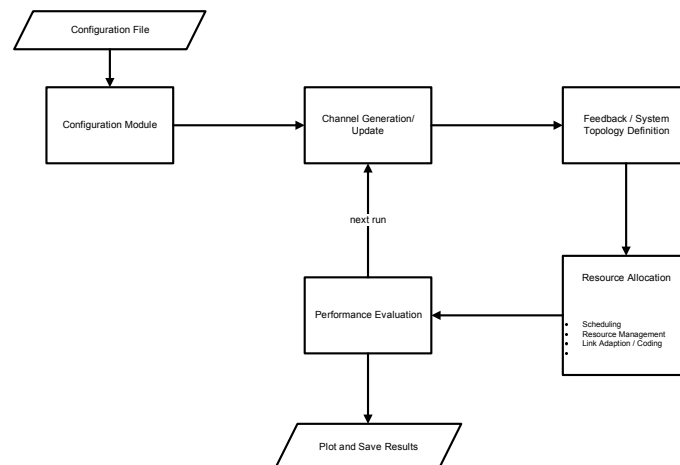 Configuration File
Configuration Module
Channel Generation/
Update
Feedback / System
Topology Definition
next run
Resource Allocation
• Scheduling
• Resource Management
• Link Adaption / Coding
•
Performance Evaluation
Plot and Save Results